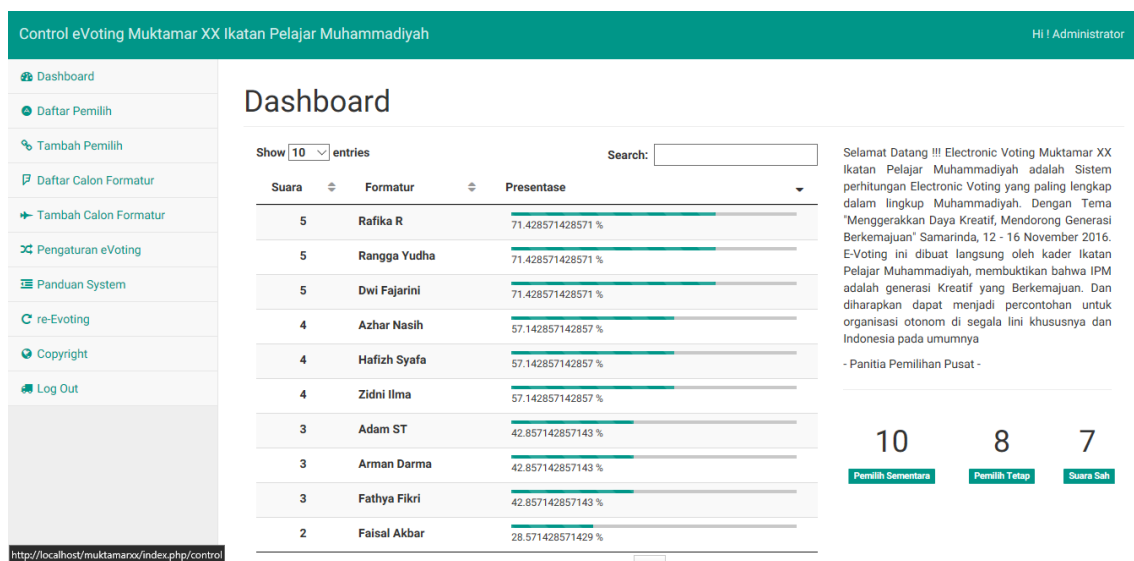 Control eVoting Muktamar XX Ikatan Pelajar Muhammadiyah
Hi ! Administrator
Dashboard
Daftar Pemilih
Tambah Pemilih
Daftar Calon Formatur
Tambah Calon Formatur
Pengaturan eVoting
Panduan System
re-Evoting
Copyright
Log Out
Dashboard
Show 10 entries
Search:
Suara Formatur Presentase
5 Rafika R 71.428571428571 %
5 Rangga Yudha 71.428571428571 %
5 Dwi Fajarini 71.428571428571 %
4 Azhar Nasih 57.142857142857 %
4 Hafizh Syafa 57.142857142857 %
4 Zidni Ilma 57.142857142857 %
3 Adam ST 42.857142857143 %
3 Arman Darma 42.857142857143 %
3 Fathya Fikri 42.857142857143 %
2 Faisal Akbar 28.571428571429 %
Selamat Datang !!! Electronic Voting Muktamar XX
Ikatan Pelajar Muhammadiyah adalah Sistem
perhitungan Electronic Voting yang paling lengkap
dalam lingkup Muhammadiyah. Dengan Tema
"Menggerakkan Daya Kreatif, Mendorong Generasi
Berkemajuan" Samarinda, 12 - 16 November 2016.
E-Voting ini dibuat langsung oleh kader Ikatan
Pelajar Muhammadiyah, membuktikan bahwa IPM
adalah generasi Kreatif yang Berkemajuan. Dan
diharapkan dapat menjadi percontohan untuk
organisasi otonom di segala lini khususnya dan
Indonesia pada umumnya
- Panitia Pemilihan Pusat -
10 8 7
Pemilih Sementara Pemilih Tetap Suara Sah
http://localhost/muktamarxx/index.php/control